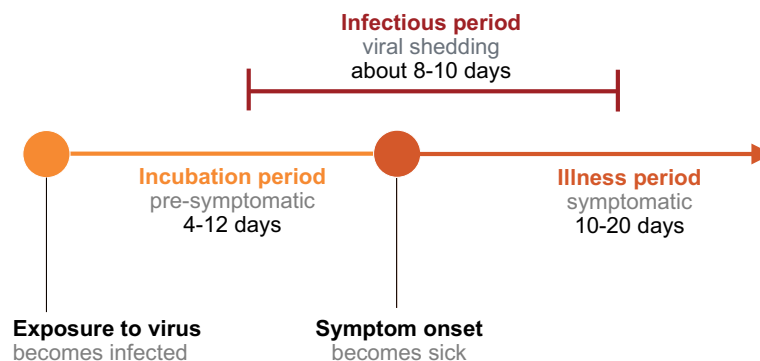 Infectious period
viral shedding
about 8-10 days
Incubation period
pre-symptomatic
4-12 days
Illness period
symptomatic
10-20 days
Exposure to virus
becomes infected
Symptom onset
becomes sick